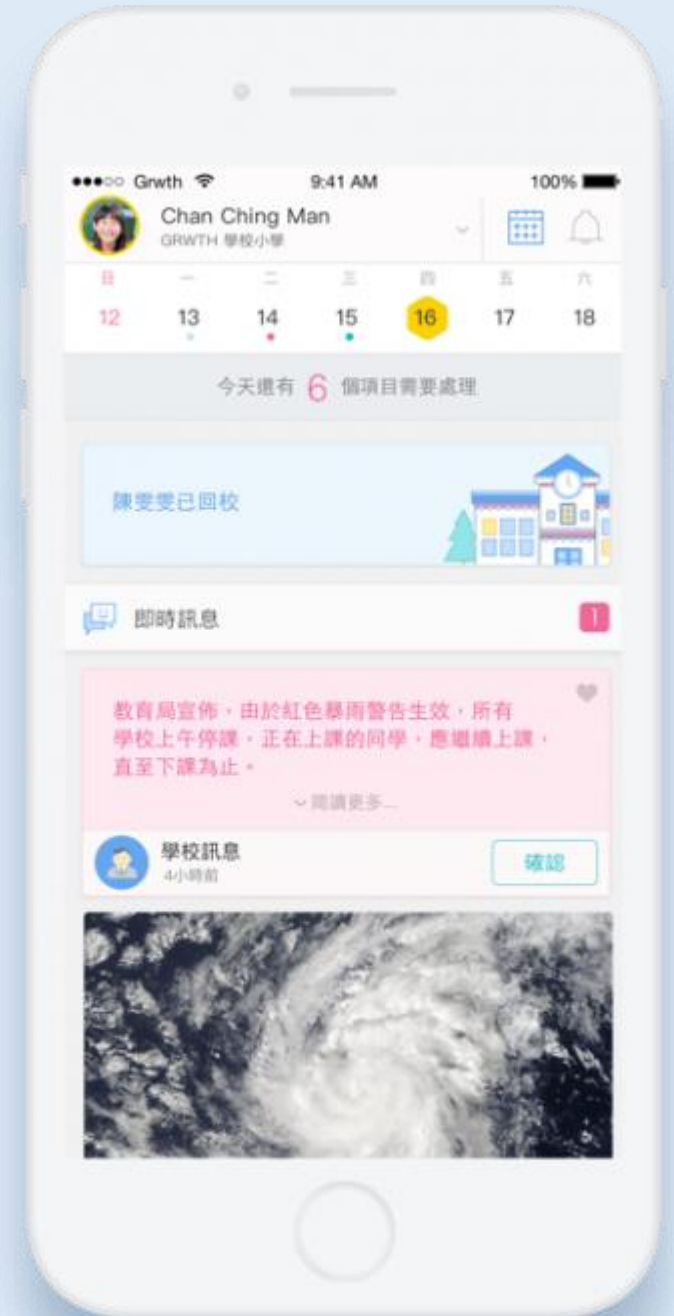 Grwth 9:41 AM 100%
Chan Ching Man
GRWTH 學校小學
日 一 二 三 四 五 六
12 13 14 15 16 17 18
今天還有 6 個項目需要處理
陳雯雯已回校
即時訊息 1
教育局宣佈，由於紅色暴雨警告生效，所有
學校上午停課，正在上課的同學，應繼續上課，
直至下課為止。
閱讀更多...
學校訊息 確認
4小時前